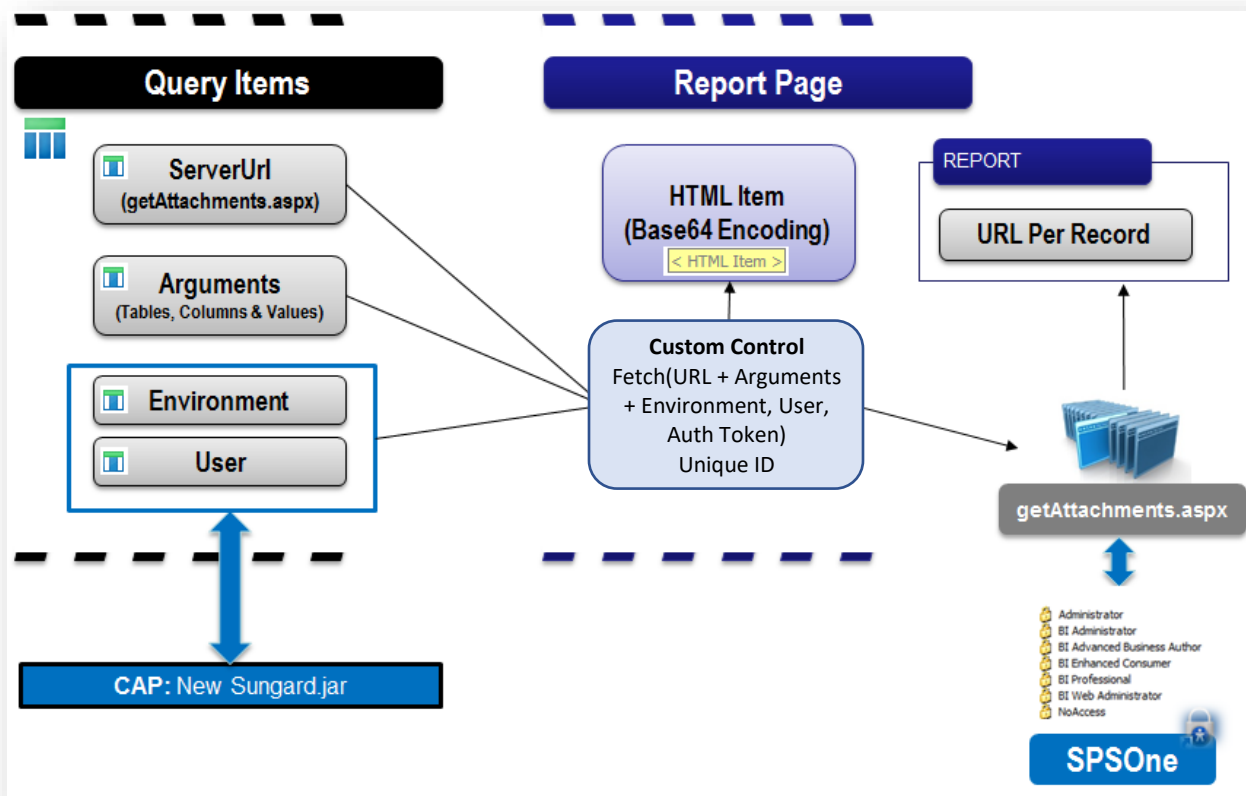 Query Items
ServerUrl
(getAttachments.aspx)
Arguments
(Tables, Columns & Values)
Environment
User
CAP: New Sungard.jar
Report Page
HTML Item
(Base64 Encoding)
< HTML Item >
Custom Control
Fetch(URL + Arguments
+ Environment, User,
Auth Token)
Unique ID
REPORT
URL Per Record
getAttachments.aspx
Administrator
BI Administrator
BI Advanced Business Author
BI Enhanced Consumer
BI Professional
BI Web Administrator
NoAccess
SPSOne